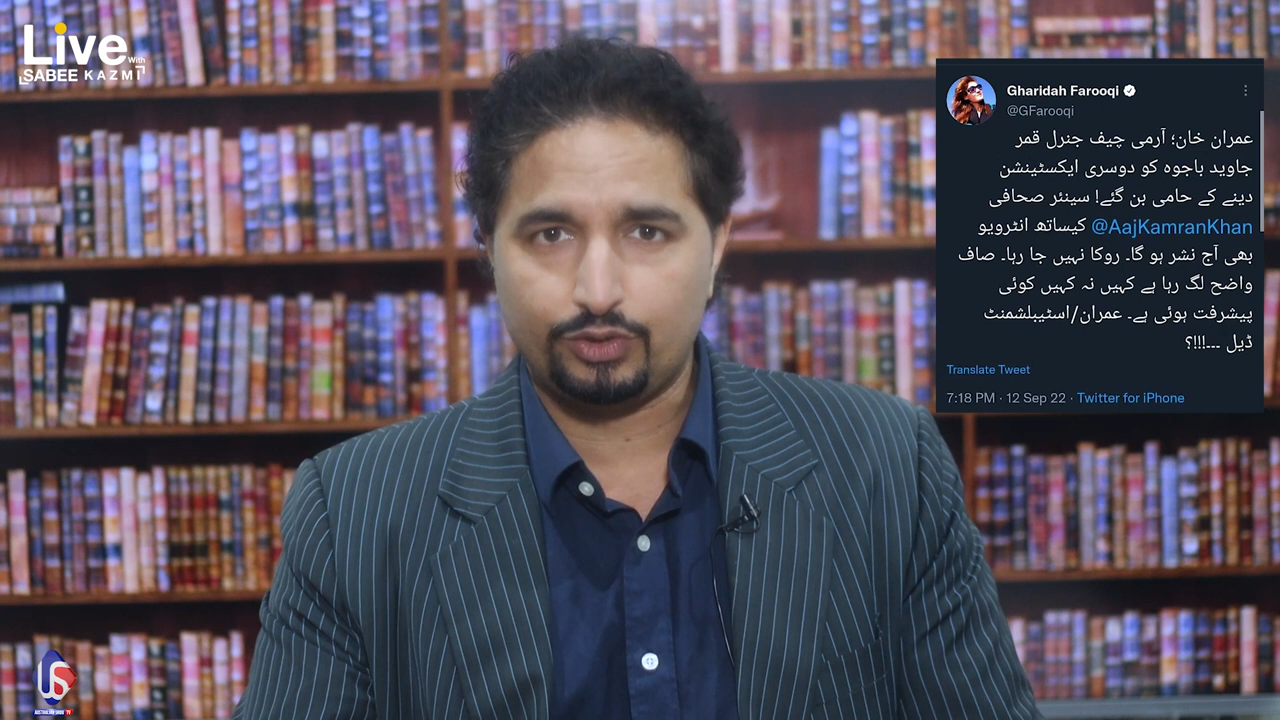 Live
With
SABEE KAZMI
Gharidah Farooqi
@GFarooqi
عمران خان؛ آرمی چیف جنرل قمر
جاوید باجوہ کو دوسری ایکسٹینشن
دینے کے حامی بن گئے! سینئر صحافی
@AajKamranKhan کیساتھ انٹرویو
بھی آج نشر ہو گا۔ روکا نہیں جا رہا۔ صاف
واضح لگ رہا ہے کہیں نہ کہیں کوئی
پیشرفت ہوئی ہے۔ عمران/اسٹیبلشمنٹ
ڈیل ---!!!؟
Translate Tweet
7:18 PM · 12 Sep 22 · Twitter for iPhone